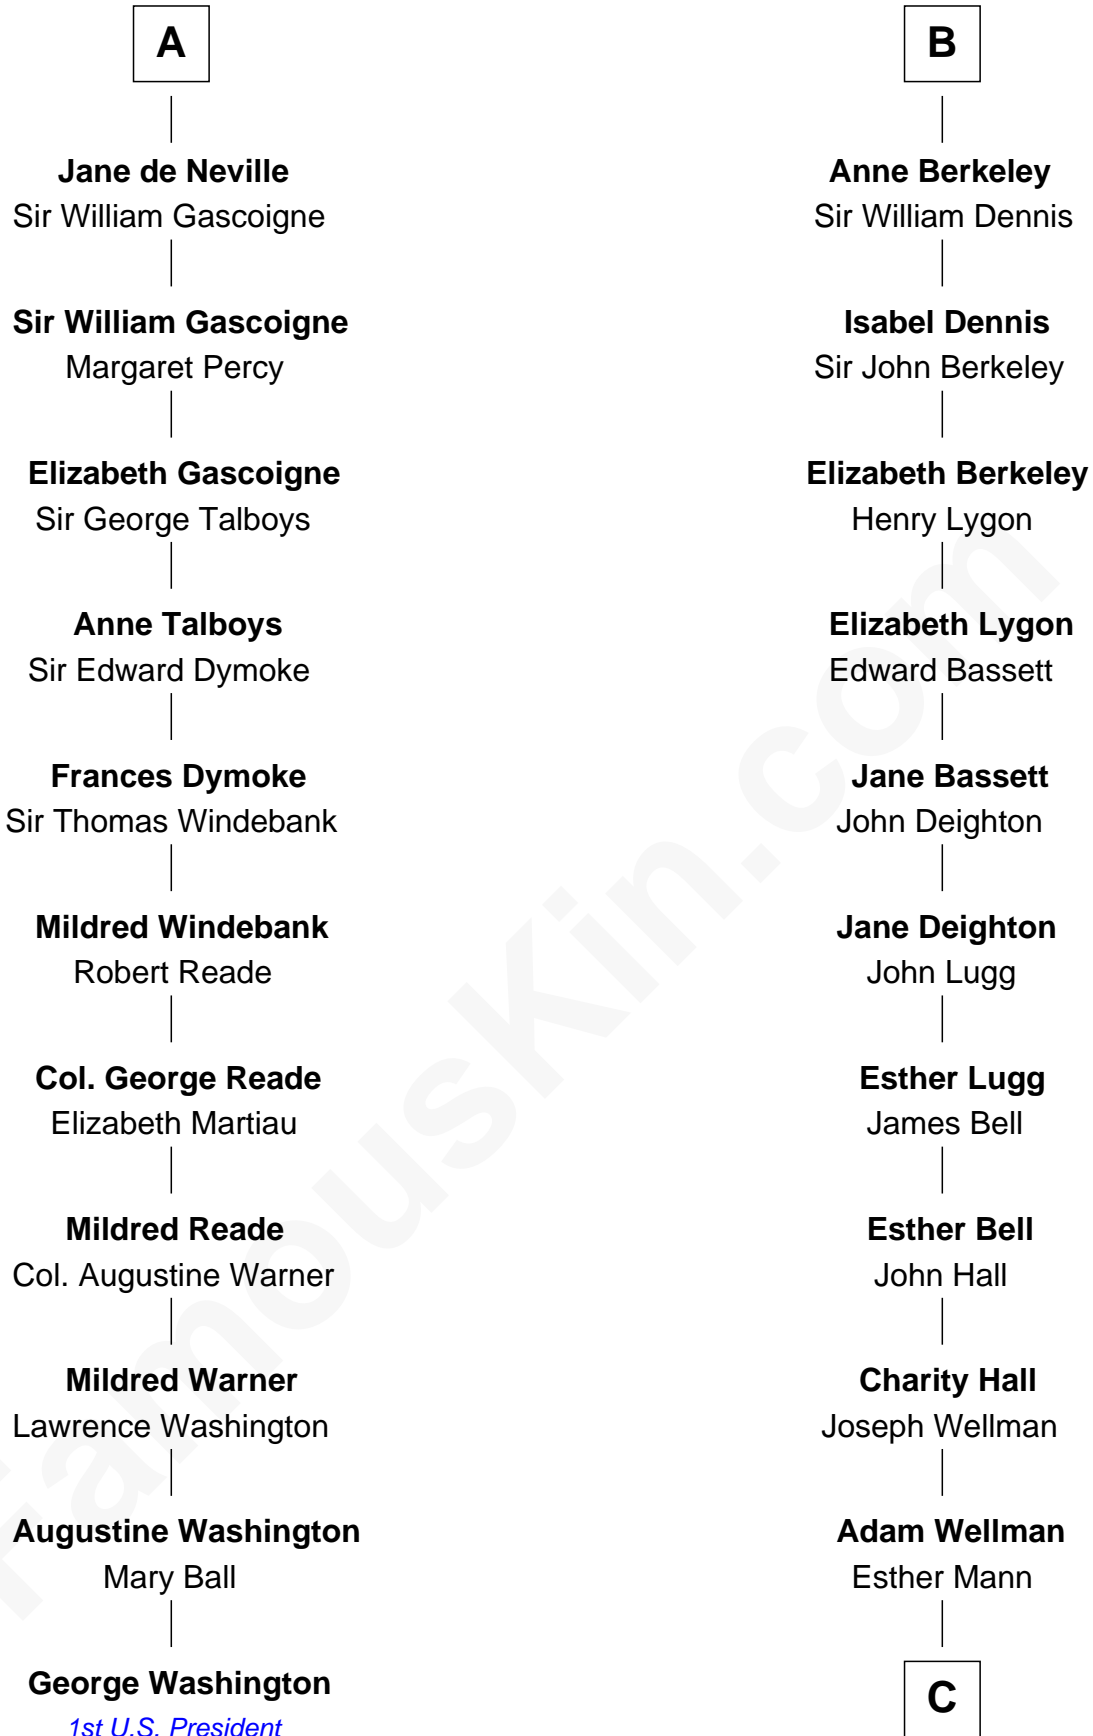 A
Jane de Neville
Sir William Gascoigne
Sir William Gascoigne
Margaret Percy
Elizabeth Gascoigne
Sir George Talboys
Anne Talboys
Sir Edward Dymoke
Frances Dymoke
Sir Thomas Windebank
Mildred Windebank
Robert Reade
Col. George Reade
Elizabeth Martiau
Mildred Reade
Col. Augustine Warner
Mildred Warner
Lawrence Washington
Augustine Washington
Mary Ball
George Washington
1st U.S. President
B
Anne Berkeley
Sir William Dennis
Isabel Dennis
Sir John Berkeley
Elizabeth Berkeley
Henry Lygon
Elizabeth Lygon
Edward Bassett
Jane Bassett
John Deighton
Jane Deighton
John Lugg
Esther Lugg
James Bell
Esther Bell
John Hall
Charity Hall
Joseph Wellman
Adam Wellman
Esther Mann
C
FamousKin.com